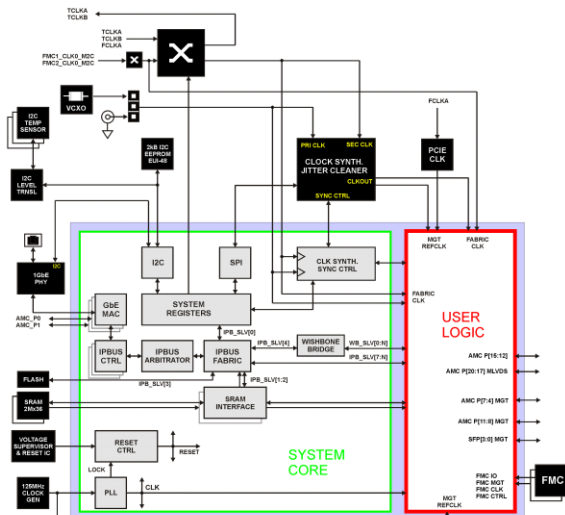 TCLKA
TCLKB
TCLKA
TCLKB
FCLKA
FMC1_CLK0_M2C
FMC2_CLK0_M2C
VCXO
I2C
TEMP
SENSOR
2kB I2C
EEPROM
EUI-48
I2C
LEVEL
TRNSL
PRI CLK
SEC CLK
CLOCK SYNTH.
JITTER CLEANER
CLKOUT
SYNC CTRL
FCLKA
PCIE
CLK
I2C
1GbE
PHY
AMC_P0
AMC_P1
I2C
SPI
CLK SYNTH.
SYNC CTRL
MGT
REFCLK
FABRIC
CLK
FABRIC
CLK
GbE
MAC
SYSTEM
REGISTERS
IPB_SLV[0]
USER
LOGIC
IPBUS
CTRL
IPBUS
ARBITRATOR
IPBUS
FABRIC
IPB_SLV[4]
WISHBONE
BRIDGE
WB_SLV[0:N]
IPB_SLV[7:N]
FLASH
IPB_SLV[3]
IPB_SLV[1:2]
SRAM
2Mx36
SRAM
INTERFACE
VOLTAGE
SUPERVISOR
& RESET IC
RESET
CTRL
RESET
LOCK
SYSTEM
CORE
125MHz
CLOCK
GEN
PLL
CLK
AMC P[15:12]
AMC P[20:17] MLVDS
AMC P[7:4] MGT
AMC P[11:8] MGT
SFP[3:0] MGT
FMC IO
FMC MGT
FMC CLK
FMC CTRL
FMC
MGT
REFCLK